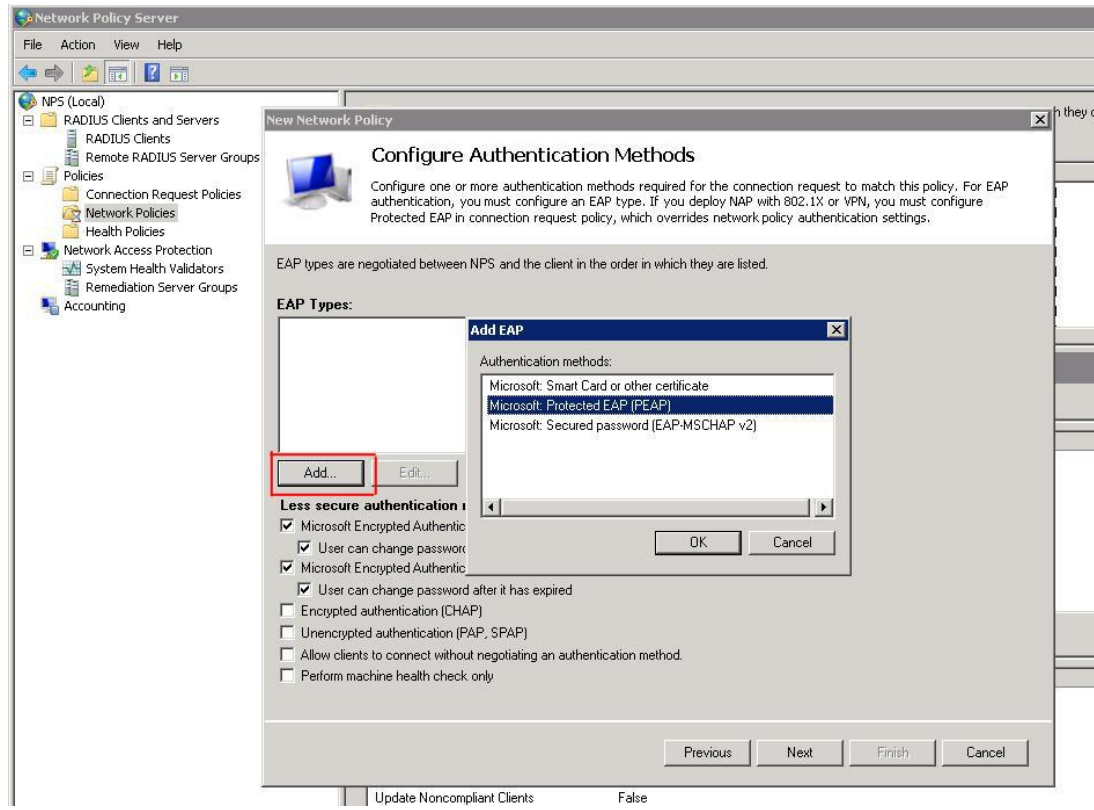 Network Policy Server
File Action View Help
NPS (Local)
RADIUS Clients and Servers
RADIUS Clients
Remote RADIUS Server Groups
Policies
Connection Request Policies
Network Policies
Health Policies
Network Access Protection
System Health Validators
Remediation Server Groups
Accounting
they
New Network Policy
Configure Authentication Methods
Configure one or more authentication methods required for the connection request to match this policy. For EAP
authentication, you must configure an EAP type. If you deploy NAP with 802.1X or VPN, you must configure
Protected EAP in connection request policy, which overrides network policy authentication settings.
EAP types are negotiated between NPS and the client in the order in which they are listed.
EAP Types:
Add EAP
Authentication methods:
Microsoft: Smart Card or other certificate
Microsoft: Protected EAP (PEAP)
Microsoft: Secured password (EAP-MSCHAP v2)
OK Cancel
Add... Edit...
Less secure authentication
Microsoft Encrypted Authentic
User can change password
Microsoft Encrypted Authentic
User can change password after it has expired
Encrypted authentication (CHAP)
Unencrypted authentication (PAP, SPAP)
Allow clients to connect without negotiating an authentication method.
Perform machine health check only
Previous Next Finish Cancel
Update Noncompliant Clients False